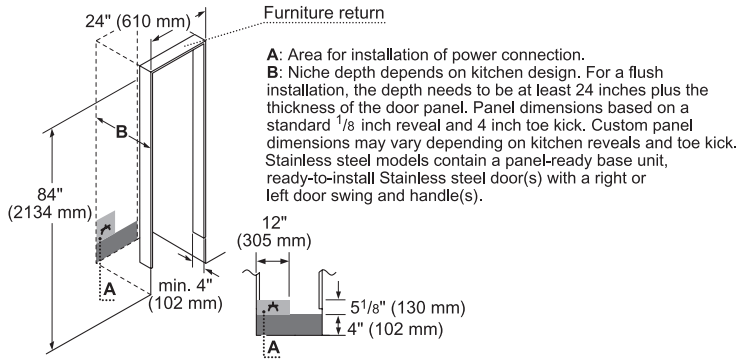 24" (610 mm)
Furniture return
A: Area for installation of power connection.
B: Niche depth depends on kitchen design. For a flush
installation, the depth needs to be at least 24 inches plus the
thickness of the door panel. Panel dimensions based on a
standard 1/8 inch reveal and 4 inch toe kick. Custom panel
dimensions may vary depending on kitchen reveals and toe kick.
Stainless steel models contain a panel-ready base unit,
ready-to-install Stainless steel door(s) with a right or
left door swing and handle(s).
B
84"
(2134 mm)
A
min. 4"
(102 mm)
12"
(305 mm)
5 1/8" (130 mm)
4" (102 mm)
A